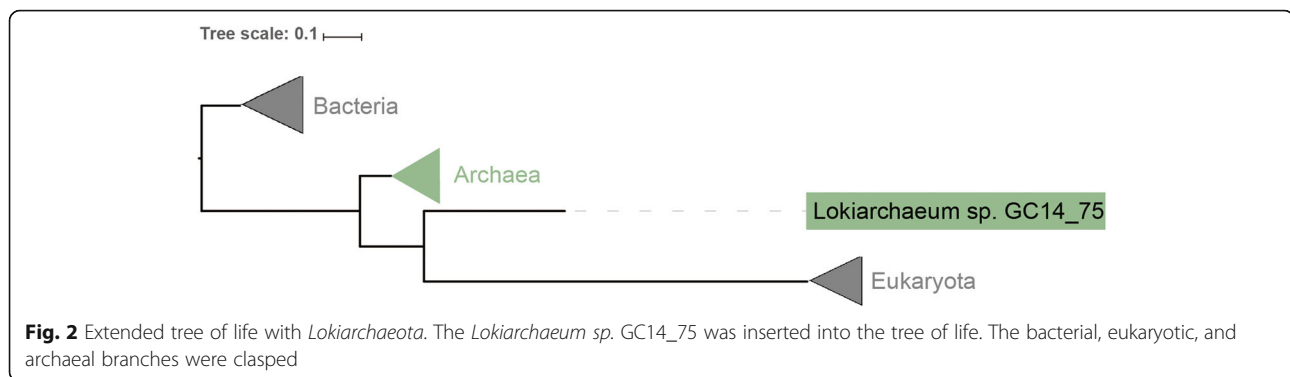 Tree scale: 0.1
Bacteria
Archaea
Lokiarchaeum sp. GC14_75
Eukaryota
Fig. 2 Extended tree of life with Lokiarchaeota. The Lokiarchaeum sp. GC14_75 was inserted into the tree of life. The bacterial, eukaryotic, and
archaeal branches were clasped